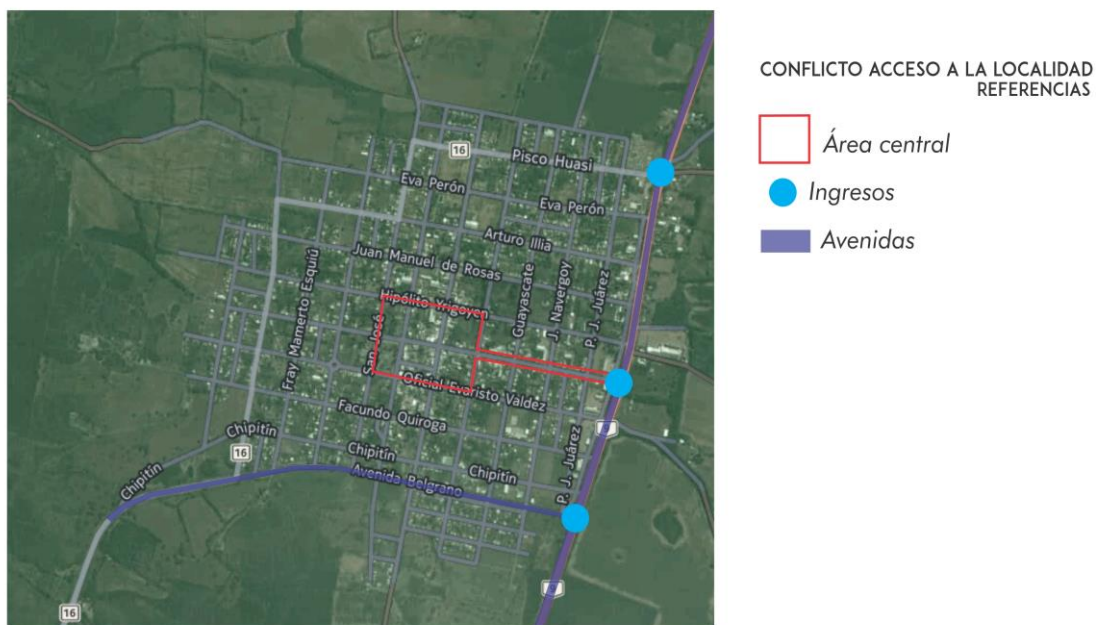 CONFLICTO ACCESO A LA LOCALIDAD
REFERENCIAS
Área central
Ingresos
Avenidas
16
Pisco Huasi
Eva Perón
Eva Perón
Arturo Illia
Juan Manuel de Rosas
Hipólito Yrigoyen
Guayascate
J. Navergoy
P. J. Juárez
Fray Mamerto Esquiú
San José
Oficial Evaristo Valdez
Facundo Quiroga
Chipitín
16
Chipitín
Chipitín
Chipitín
Avenida Belgrano
P. J. Juárez
16